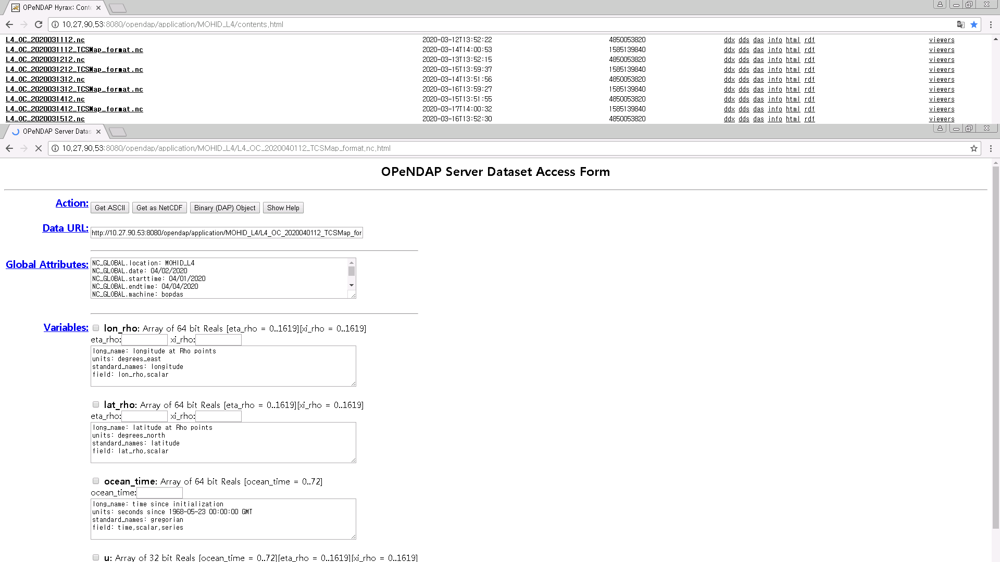 OPeNDAP Hyrax: Conte
10.27.90.53:8080/opendap/application/MOHID_L4/contents.html
L4_OC_2020031112.nc 2020-03-12T13:52:22 4850053820 ddx dds das info html rdf viewers
L4_OC_2020031112_TCSMap_format.nc 2020-03-14T14:00:53 1585139840 ddx dds das info html rdf viewers
L4_OC_2020031212.nc 2020-03-13T13:52:15 4850053820 ddx dds das info html rdf viewers
L4_OC_2020031212_TCSMap_format.nc 2020-03-15T13:59:37 1585139840 ddx dds das info html rdf viewers
L4_OC_2020031312.nc 2020-03-14T13:51:56 4850053820 ddx dds das info html rdf viewers
L4_OC_2020031312_TCSMap_format.nc 2020-03-16T13:59:27 1585139840 ddx dds das info html rdf viewers
L4_OC_2020031412.nc 2020-03-15T13:51:55 4850053820 ddx dds das info html rdf viewers
L4_OC_2020031412_TCSMap_format.nc 2020-03-17T14:00:32 1585139840 ddx dds das info html rdf viewers
L4_OC_2020031512.nc 2020-03-16T13:52:30 4850053820 ddx dds das info html rdf viewers
OPeNDAP Server Datas
10.27.90.53:8080/opendap/application/MOHID_L4/L4_OC_2020040112_TCSMap_format.nc.html
OPeNDAP Server Dataset Access Form
Action: Get ASCII Get as NetCDF Binary (DAP) Object Show Help
Data URL: http://10.27.90.53:8080/opendap/application/MOHID_L4/L4_OC_2020040112_TCSMap_for
Global Attributes: NC_GLOBAL.location: MOHID_L4
NC_GLOBAL.date: 04/02/2020
NC_GLOBAL.starttime: 04/01/2020
NC_GLOBAL.endtime: 04/04/2020
NC_GLOBAL.machine: bopdas
Variables: lon_rho: Array of 64 bit Reals [eta_rho = 0..1619][xi_rho = 0..1619]
eta_rho: xi_rho:
long_name: longitude at Rho points
units: degrees_east
standard_names: longitude
field: lon_rho,scalar
lat_rho: Array of 64 bit Reals [eta_rho = 0..1619][xi_rho = 0..1619]
eta_rho: xi_rho:
long_name: latitude at Rho points
units: degrees_north
standard_names: latitude
field: lat_rho,scalar
ocean_time: Array of 64 bit Reals [ocean_time = 0..72]
ocean_time:
long_name: time since initialization
units: seconds since 1968-05-23 00:00:00 GMT
standard_names: gregorian
field: time,scalar,series
u: Array of 32 bit Reals [ocean_time = 0..72][eta_rho = 0..1619][xi_rho = 0..1619]